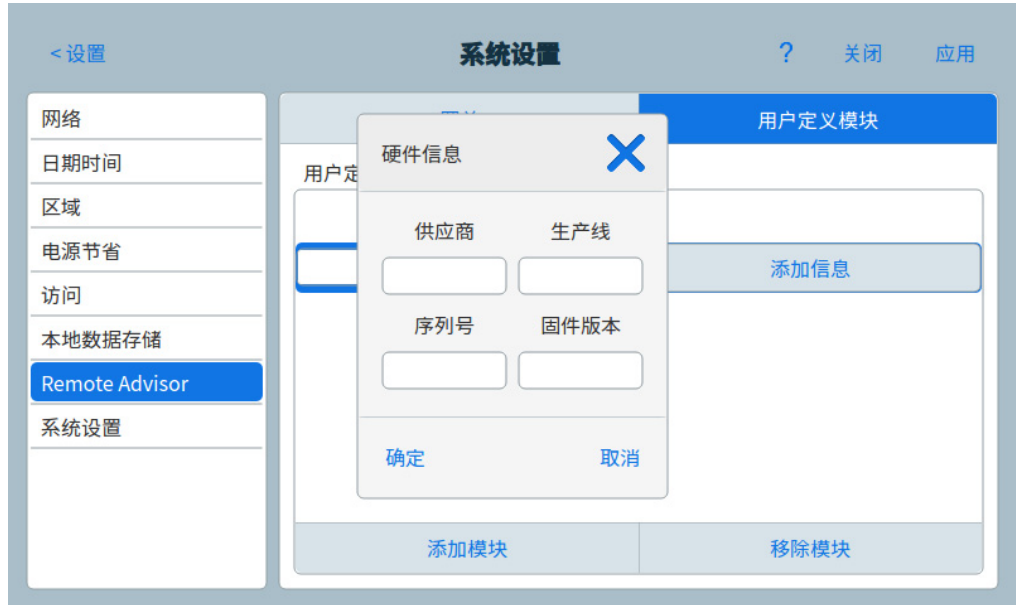 < 设置
系统设置
?
关闭
应用
网络
日期时间
区域
电源节省
访问
本地数据存储
Remote Advisor
系统设置
用户定义模块
用户定
硬件信息
供应商
生产线
序列号
固件版本
确定
取消
添加信息
添加模块
移除模块